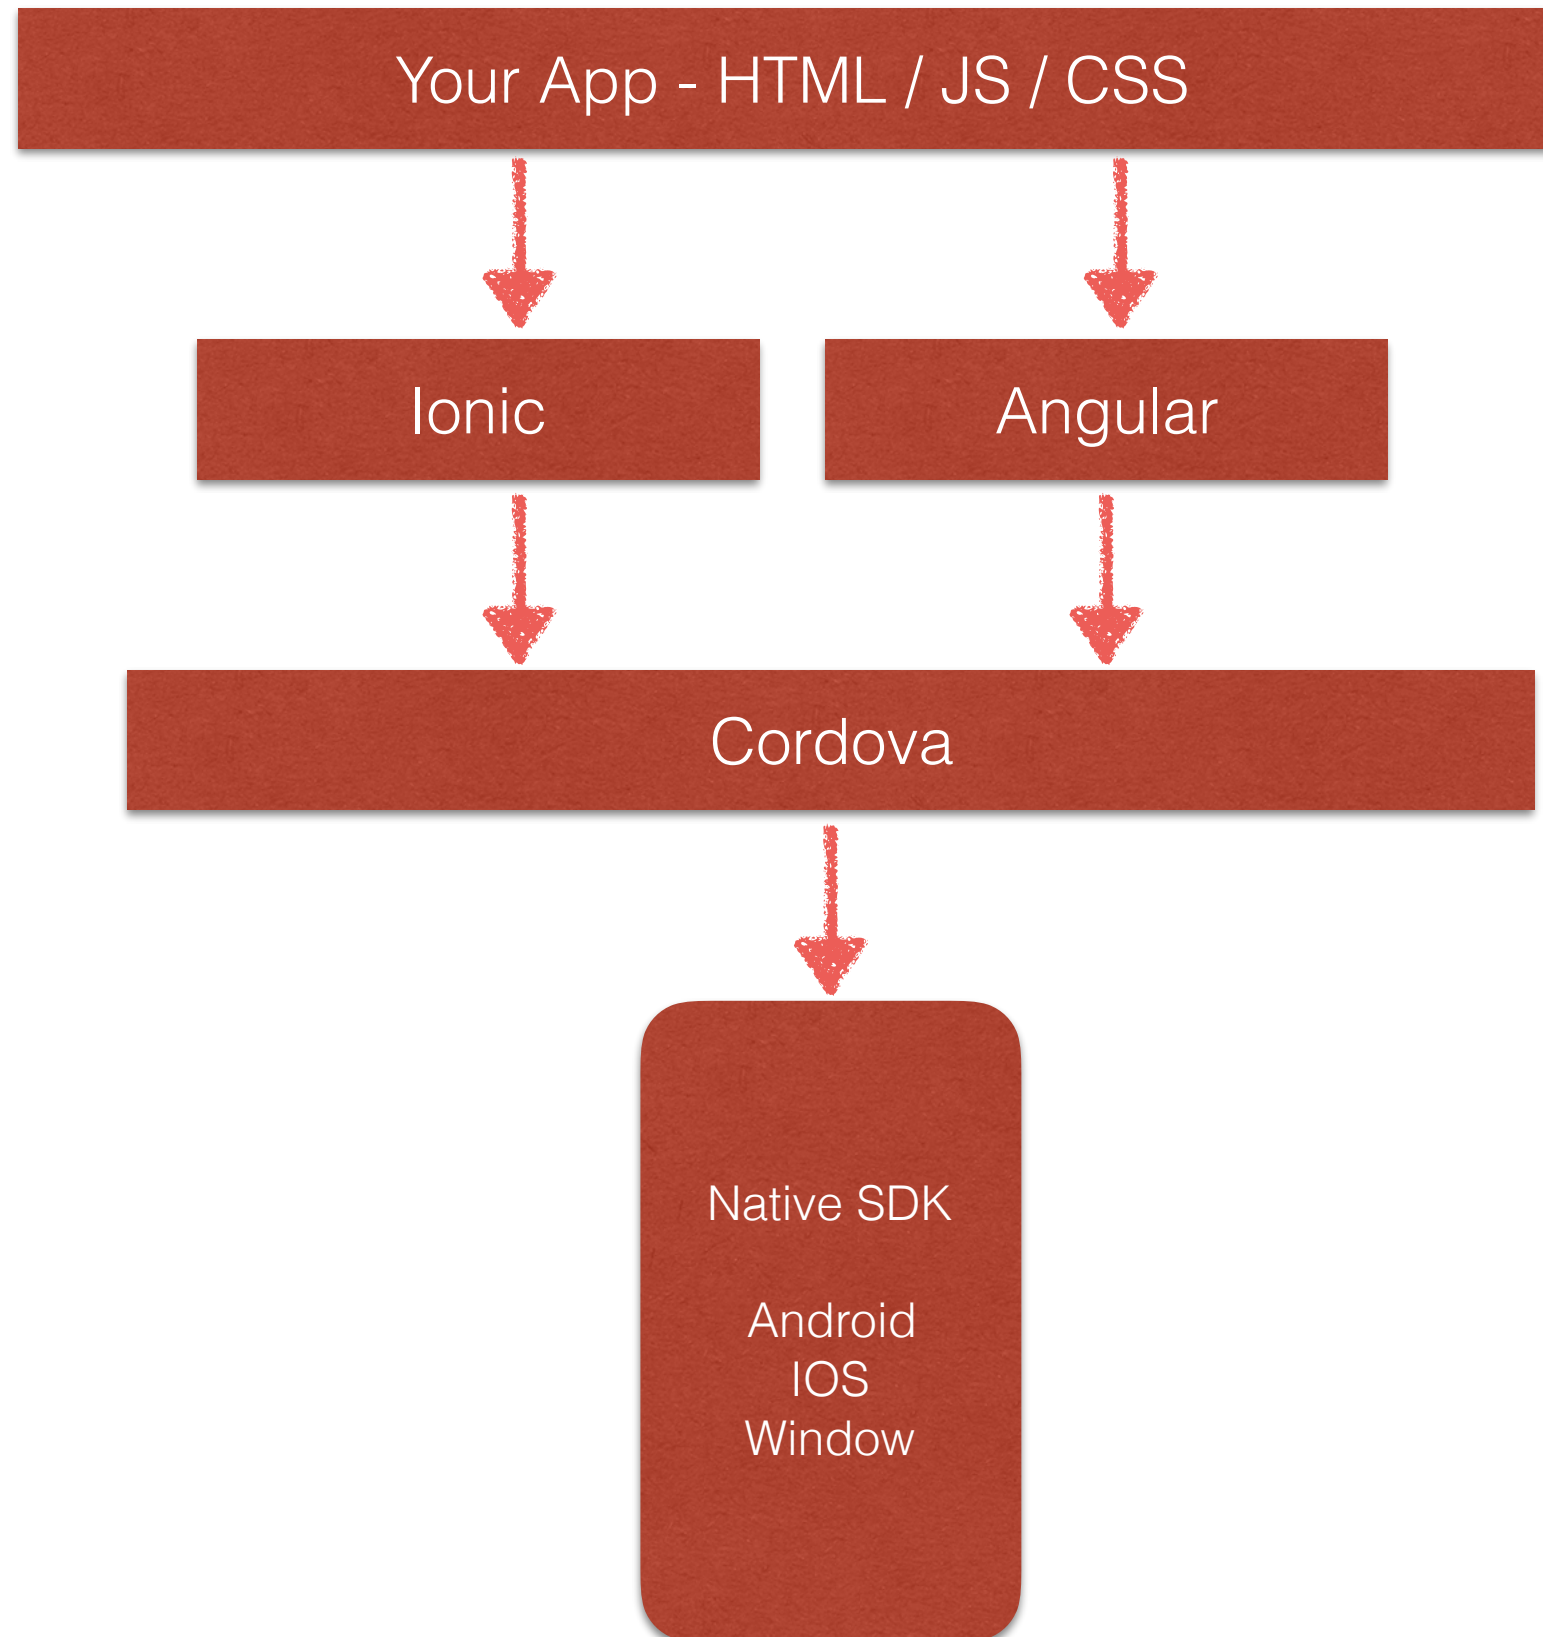 Your App - HTML / JS / CSS
Ionic
Angular
Cordova
Native SDK
Android
IOS
Window